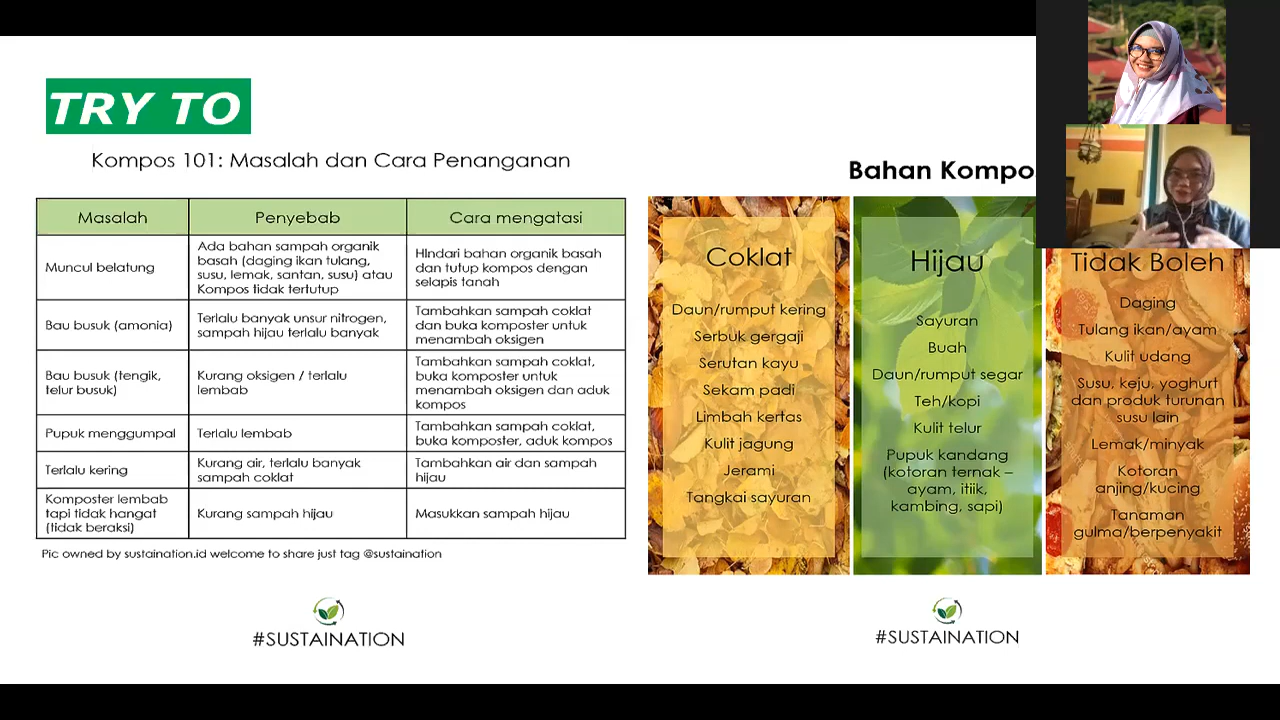 TRY TO
Kompos 101: Masalah dan Cara Penanganan
Masalah
Penyebab
Cara mengatasi
Muncul belatung
Ada bahan sampah organik
basah (daging ikan tulang,
susu, lemak, santan, susu) atau
Kompos tidak tertutup
HIndari bahan organik basah
dan tutup kompos dengan
selapis tanah
Bau busuk (amonia)
Terlalu banyak unsur nitrogen,
sampah hijau terlalu banyak
Tambahkan sampah coklat
dan buka komposter untuk
menambah oksigen
Bau busuk (tengik,
telur busuk)
Kurang oksigen / terlalu
lembab
Tambahkan sampah coklat,
buka komposter untuk
menambah oksigen dan aduk
kompos
Pupuk menggumpal
Terlalu lembab
Tambahkan sampah coklat,
buka komposter, aduk kompos
Terlalu kering
Kurang air, terlalu banyak
sampah coklat
Tambahkan air dan sampah
hijau
Komposter lembab
tapi tidak hangat
(tidak beraksi)
Kurang sampah hijau
Masukkan sampah hijau
Pic owned by sustaination.id welcome to share just tag @sustaination
#SUSTAINATION
Bahan Kompo
Coklat
Daun/rumput kering
Serbuk gergaji
Serutan kayu
Sekam padi
Limbah kertas
Kulit jagung
Jerami
Tangkai sayuran
Hijau
Sayuran
Buah
Daun/rumput segar
Teh/kopi
Kulit telur
Pupuk kandang
(kotoran ternak –
ayam, itiik,
kambing, sapi)
Tidak Boleh
Daging
Tulang ikan/ayam
Kulit udang
Susu, keju, yoghurt
dan produk turunan
susu lain
Lemak/minyak
Kotoran
anjing/kucing
Tanaman
gulma/berpenyakit
#SUSTAINATION